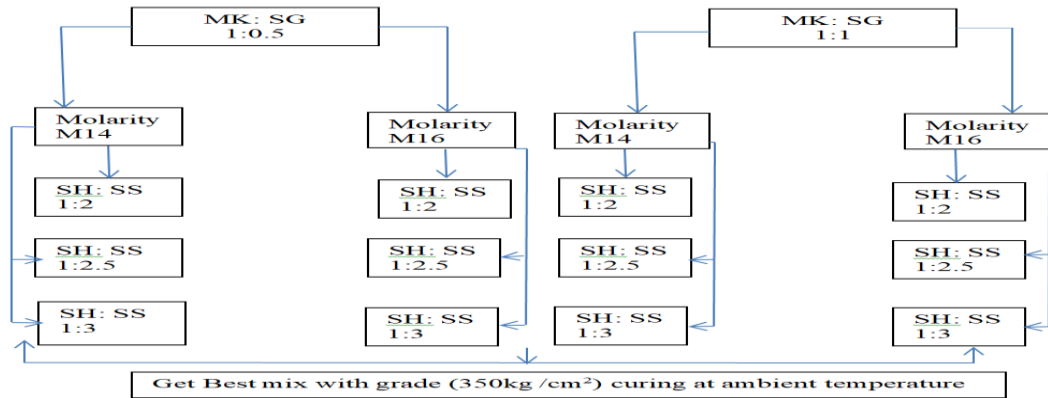 MK: SG
1:0.5
MK: SG
1:1
Molarity
M14
Molarity
M16
Molarity
M14
Molarity
M16
SH: SS
1:2
SH: SS
1:2
SH: SS
1:2
SH: SS
1:2
SH: SS
1:2.5
SH: SS
1:2.5
SH: SS
1:2.5
SH: SS
1:2.5
SH: SS
1:3
SH: SS
1:3
SH: SS
1:3
SH: SS
1:3
Get Best mix with grade (350kg /cm²) curing at ambient temperature